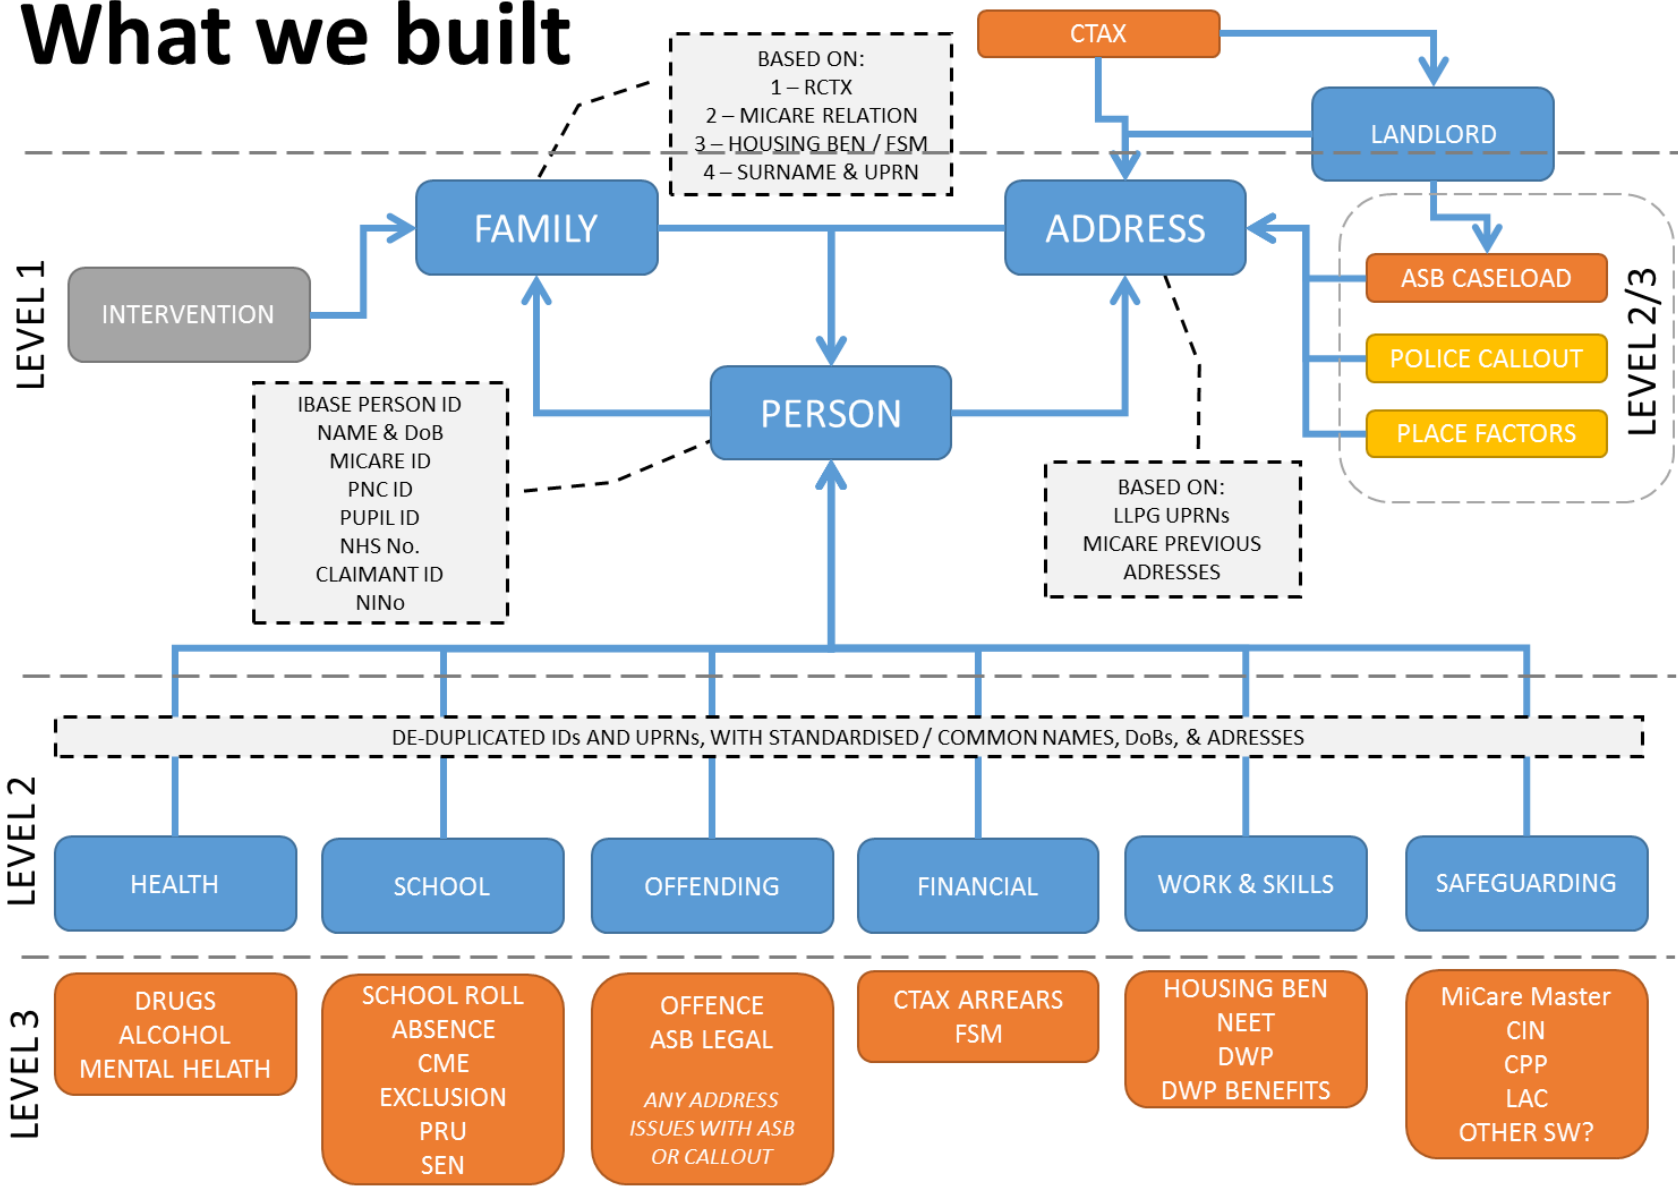 What we built
CTAX
BASED ON:
1 – RCTX
2 – MICARE RELATION
3 – HOUSING BEN / FSM
4 – SURNAME & UPRN
LANDLORD
LEVEL 1
FAMILY
ADDRESS
INTERVENTION
ASB CASELOAD
POLICE CALLOUT
PLACE FACTORS
LEVEL 2/3
PERSON
IBASE PERSON ID
NAME & DoB
MICARE ID
PNC ID
PUPIL ID
NHS No.
CLAIMANT ID
NINo
BASED ON:
LLPG UPRNs
MICARE PREVIOUS
ADRESSES
DE-DUPLICATED IDs AND UPRNs, WITH STANDARDISED / COMMON NAMES, DoBs, & ADRESSES
LEVEL 2
HEALTH
SCHOOL
OFFENDING
FINANCIAL
WORK & SKILLS
SAFEGUARDING
LEVEL 3
DRUGS
ALCOHOL
MENTAL HELATH
SCHOOL ROLL
ABSENCE
CME
EXCLUSION
PRU
SEN
OFFENCE
ASB LEGAL
ANY ADDRESS
ISSUES WITH ASB
OR CALLOUT
CTAX ARREARS
FSM
HOUSING BEN
NEET
DWP
DWP BENEFITS
MiCare Master
CIN
CPP
LAC
OTHER SW?